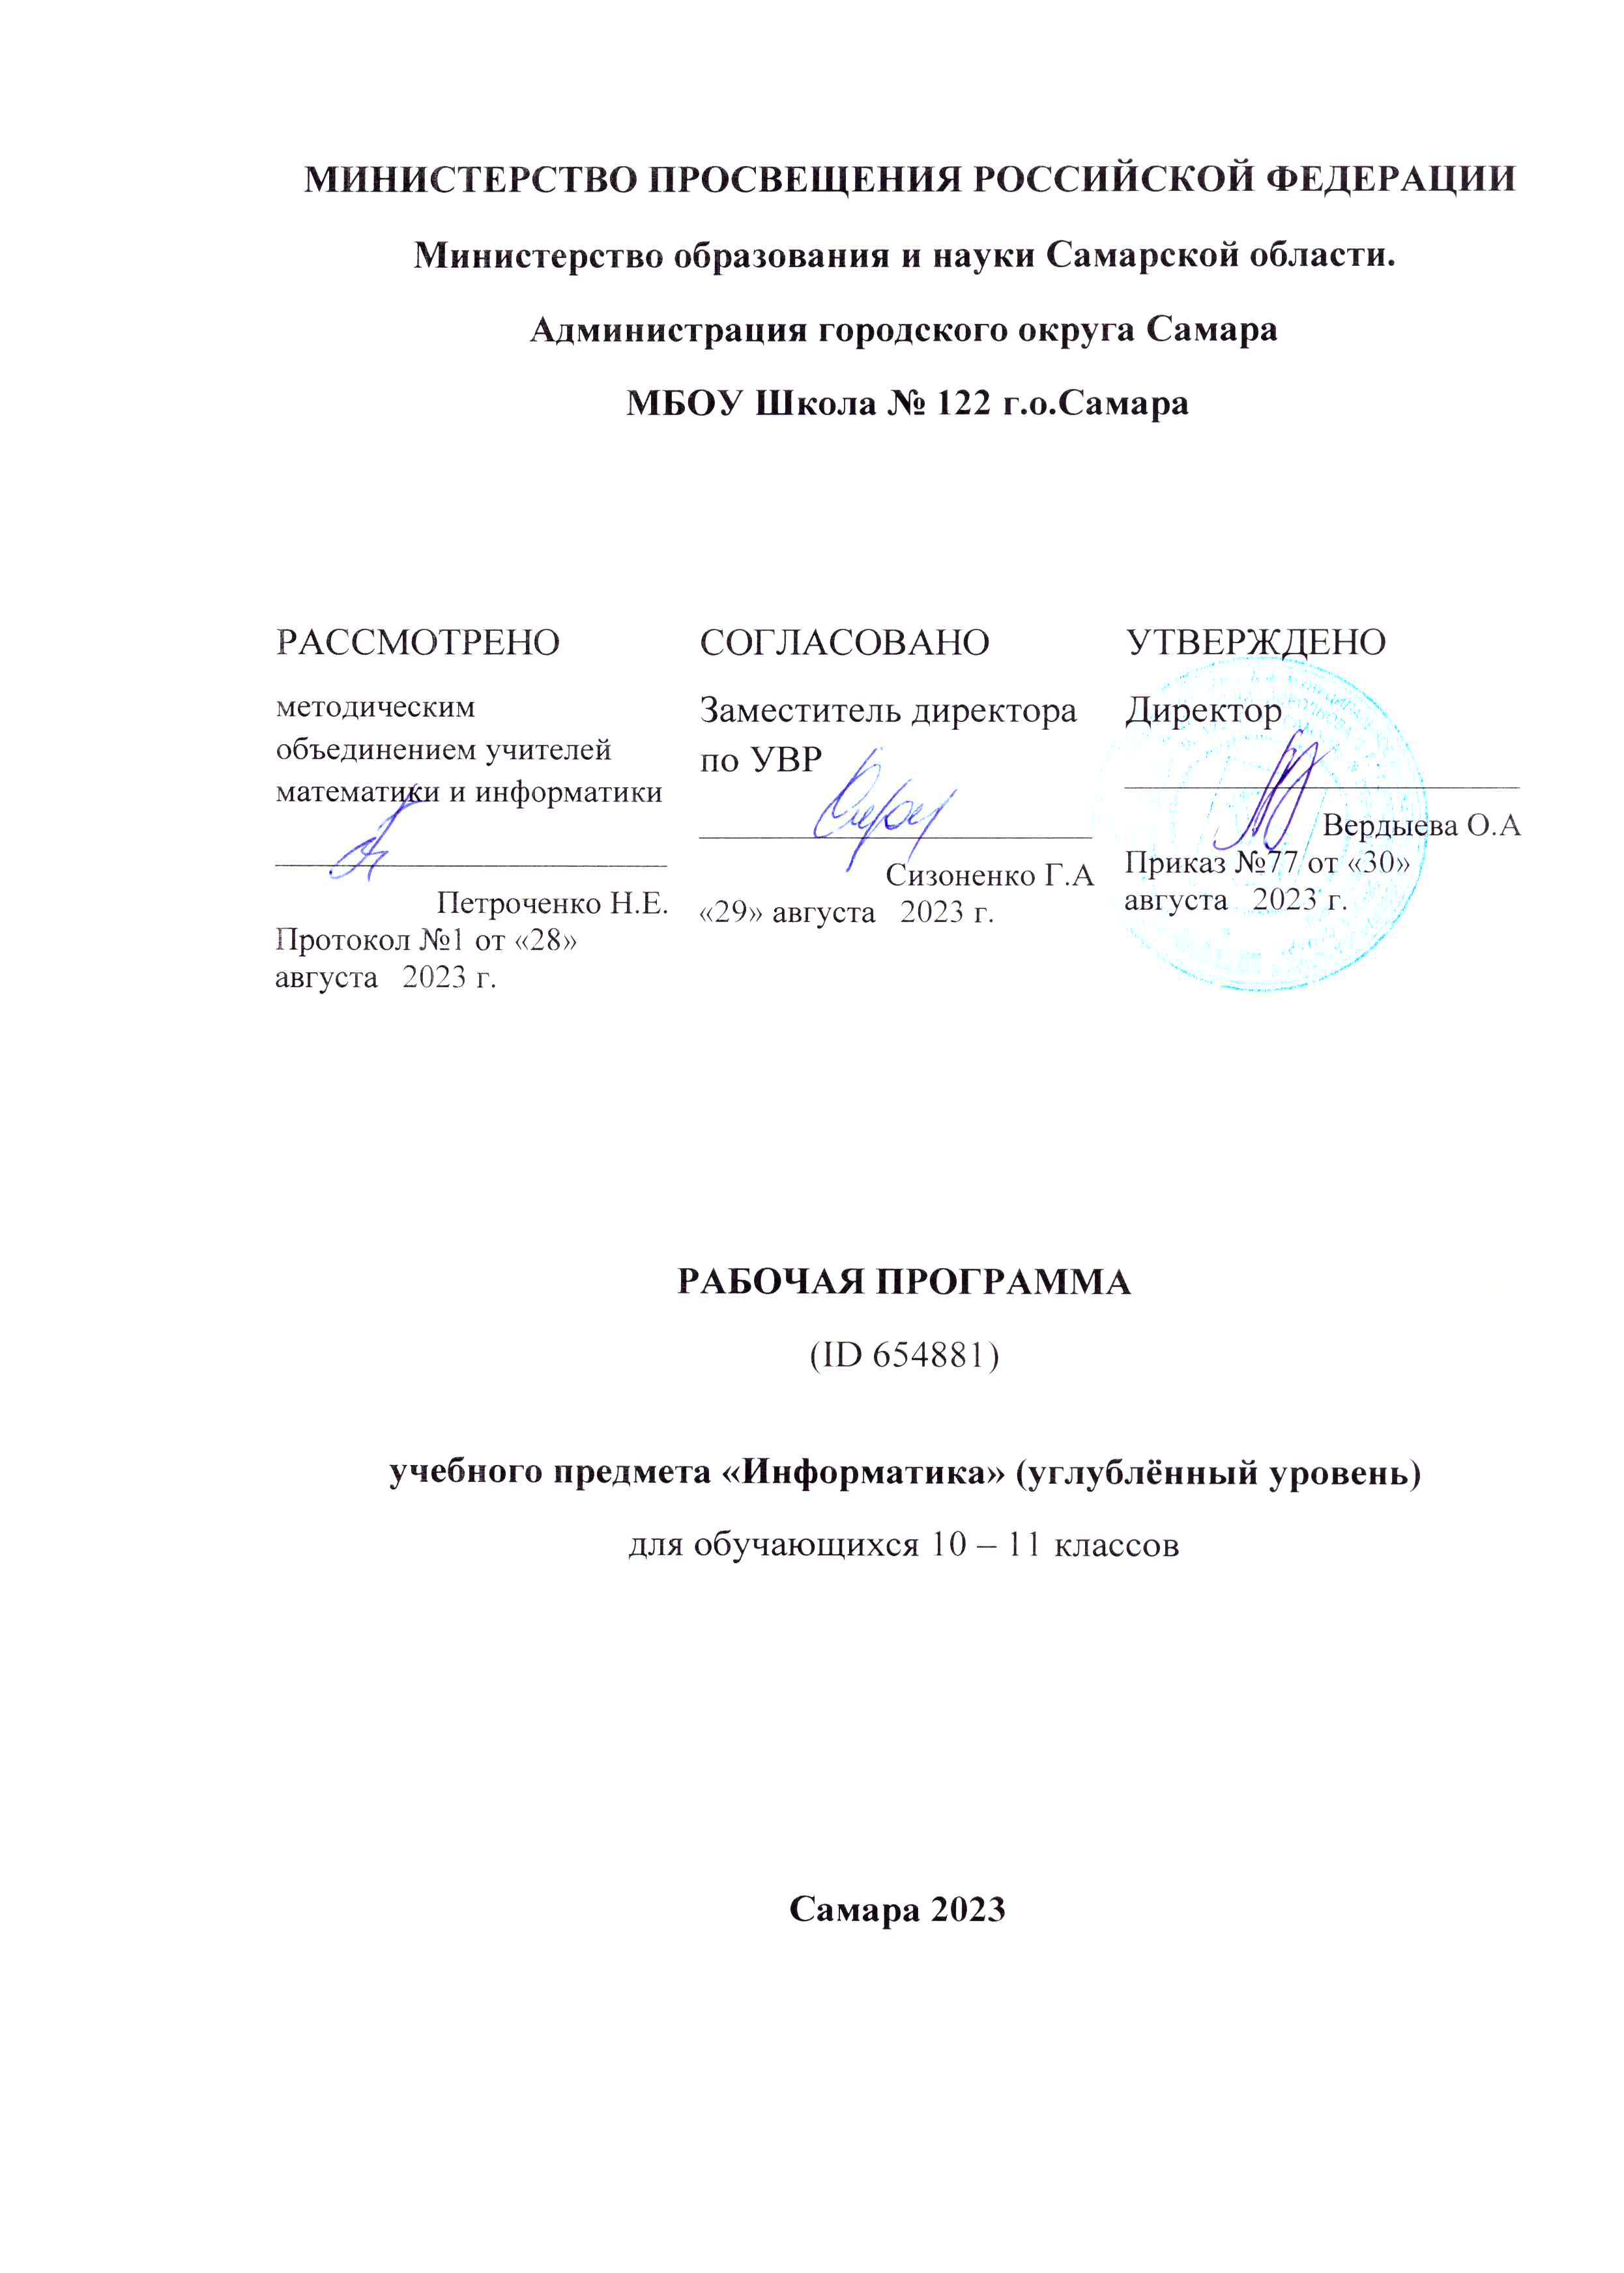 МИНИСТЕРСТВО ПРОСВЕЩЕНИЯ РОССИЙСКОЙ ФЕДЕРАЦИИ
Министерство образования и науки Самарской области.
Администрация городского округа Самара
МБОУ Школа № 122 г.о.Самара
РАССМОТРЕНО
методическим
объединением учителей
математики и информатики
Петроченко Н.Е.
Протокол №1 от «28»
августа 2023 г.
СОГЛАСОВАНО
Заместитель директора
по УВР
Сизоненко Г.А
«29» августа 2023 г.
УТВЕРЖДЕНО
Директор
Вердыева О.А
Приказ №77 от «30»
августа 2023 г.
РАБОЧАЯ ПРОГРАММА
(ID 654881)
учебного предмета «Информатика» (углублённый уровень)
для обучающихся 10 – 11 классов
Самара 2023